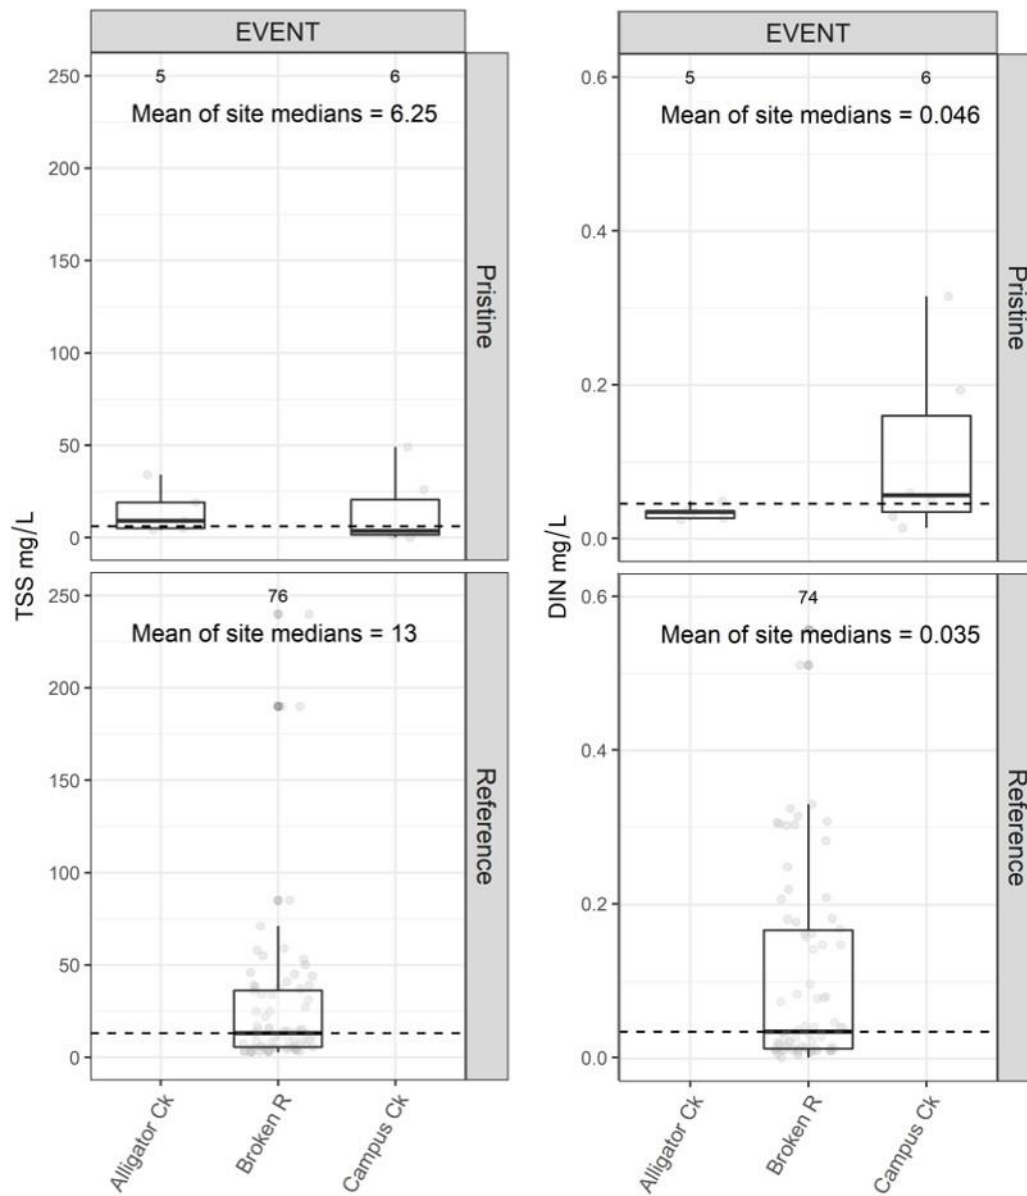 EVENT
250
5
6
Mean of site medians = 6.25
200
150
100
50
0
Pristine
TSS mg/L
250
76
Mean of site medians = 13
200
150
100
50
0
Reference
Alligator Ck
Broken R
Campus Ck
EVENT
0.6
5
6
Mean of site medians = 0.046
0.4
0.2
0.0
Pristine
DIN mg/L
0.6
74
Mean of site medians = 0.035
0.4
0.2
0.0
Reference
Alligator Ck
Broken R
Campus Ck